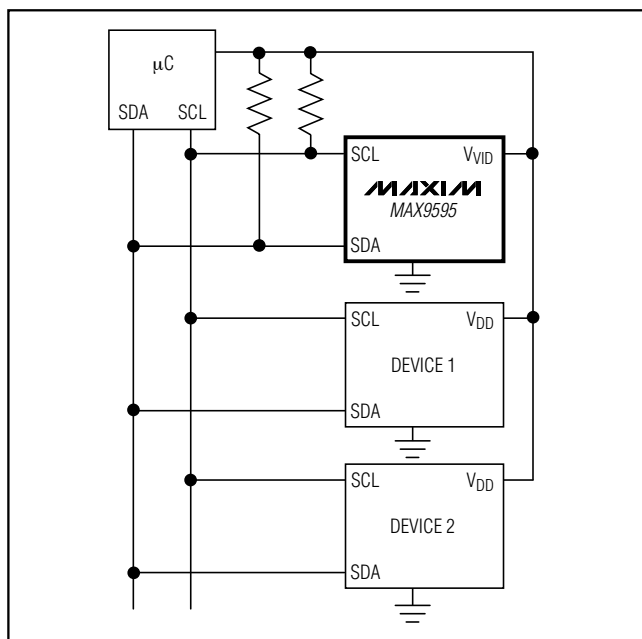 μC
SDA SCL
SCL VVID
MAXIM
MAX9595
SDA
SCL VDD
DEVICE 1
SDA
SCL VDD
DEVICE 2
SDA